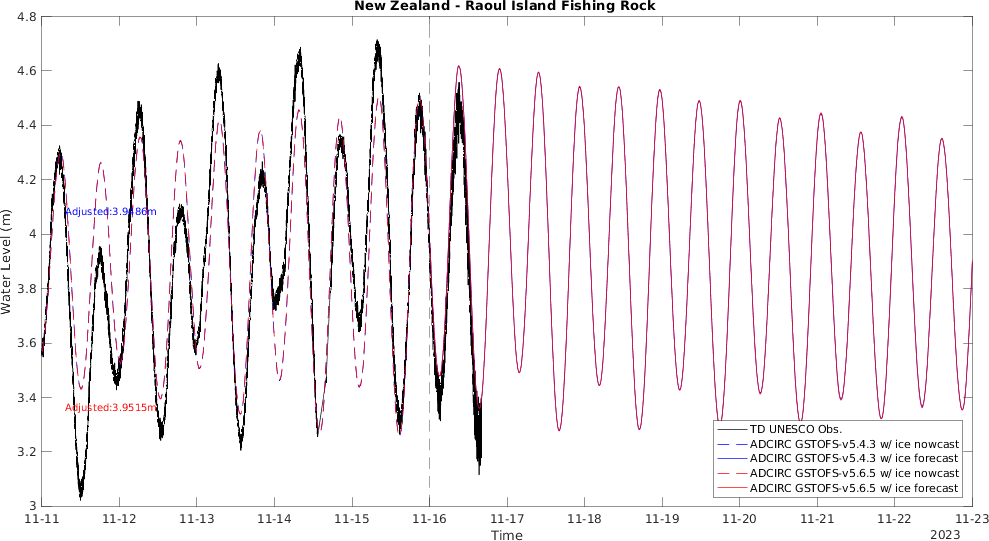 New Zealand - Raoul Island Fishing Rock
4.8
4.6
4.4
4.2
4
3.8
3.6
3.4
3.2
3
Water Level (m)
Adjusted:3.9486m
Adjusted:3.9515m
TD UNESCO Obs.
ADCIRC GSTOFS-v5.4.3 w/ ice nowcast
ADCIRC GSTOFS-v5.4.3 w/ ice forecast
ADCIRC GSTOFS-v5.6.5 w/ ice nowcast
ADCIRC GSTOFS-v5.6.5 w/ ice forecast
11-11 11-12 11-13 11-14 11-15 11-16 11-17 11-18 11-19 11-20 11-21 11-22 11-23
Time
2023